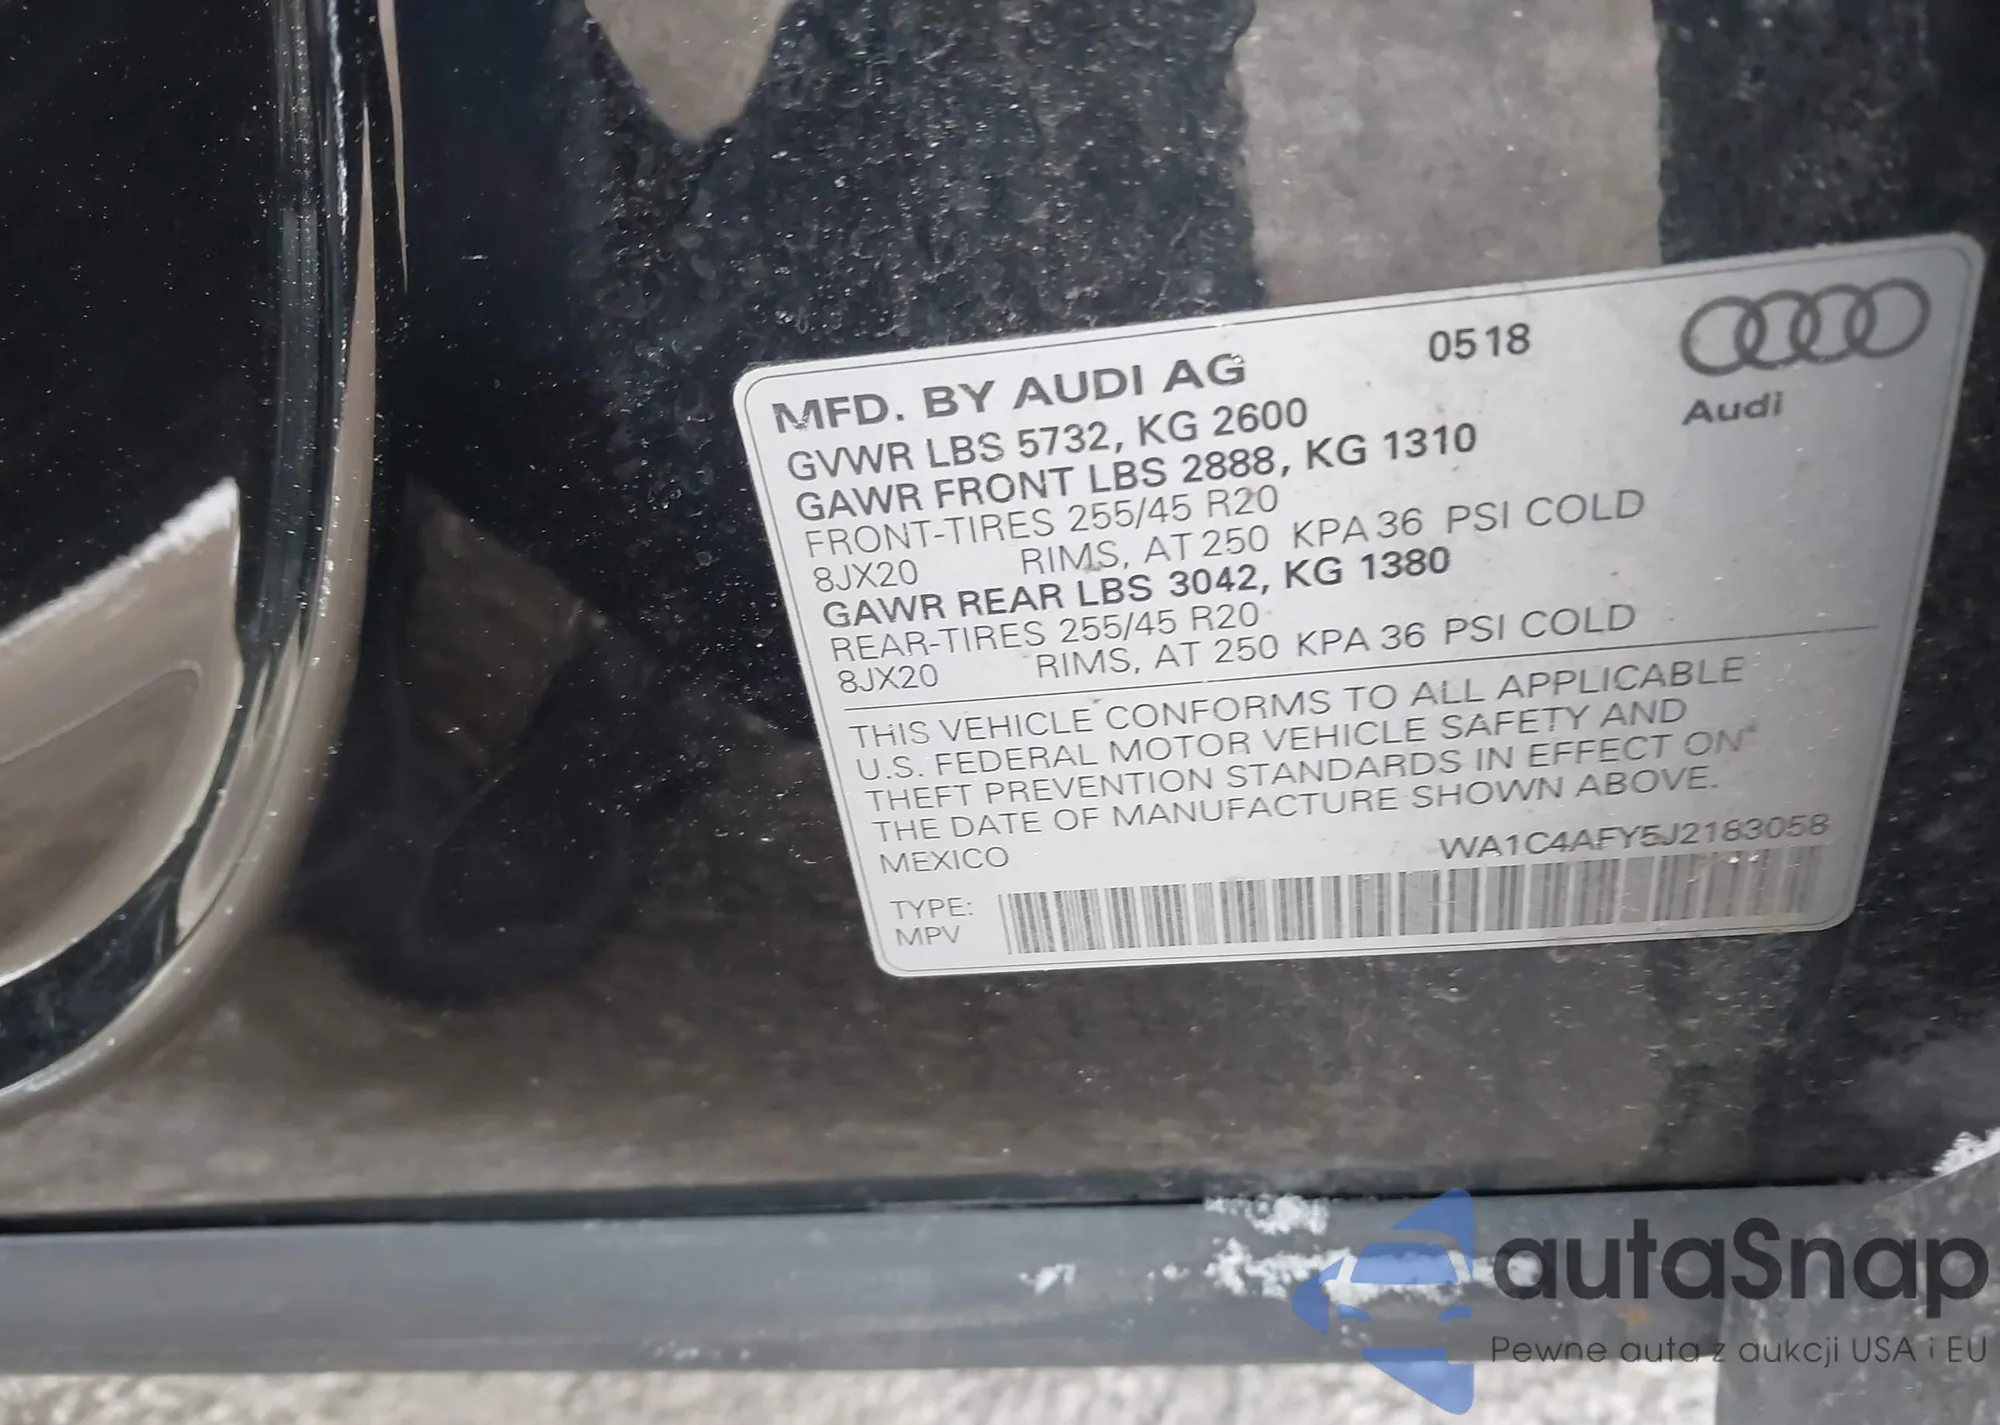 MFD. BY AUDI AG 0518
Audi
GVWR LBS 5732, KG 2600
GAWR FRONT LBS 2888, KG 1310
FRONT-TIRES 255/45 R20
8JX20 RIMS, AT 250 KPA 36 PSI COLD
GAWR REAR LBS 3042, KG 1380
REAR-TIRES 255/45 R20
8JX20 RIMS, AT 250 KPA 36 PSI COLD
THIS VEHICLE CONFORMS TO ALL APPLICABLE
U.S. FEDERAL MOTOR VEHICLE SAFETY AND
THEFT PREVENTION STANDARDS IN EFFECT ON
THE DATE OF MANUFACTURE SHOWN ABOVE.
MEXICO WA1C4AFY5J2183058
TYPE:
MPV
autaSnap
Pewne auta z aukcji USA i EU